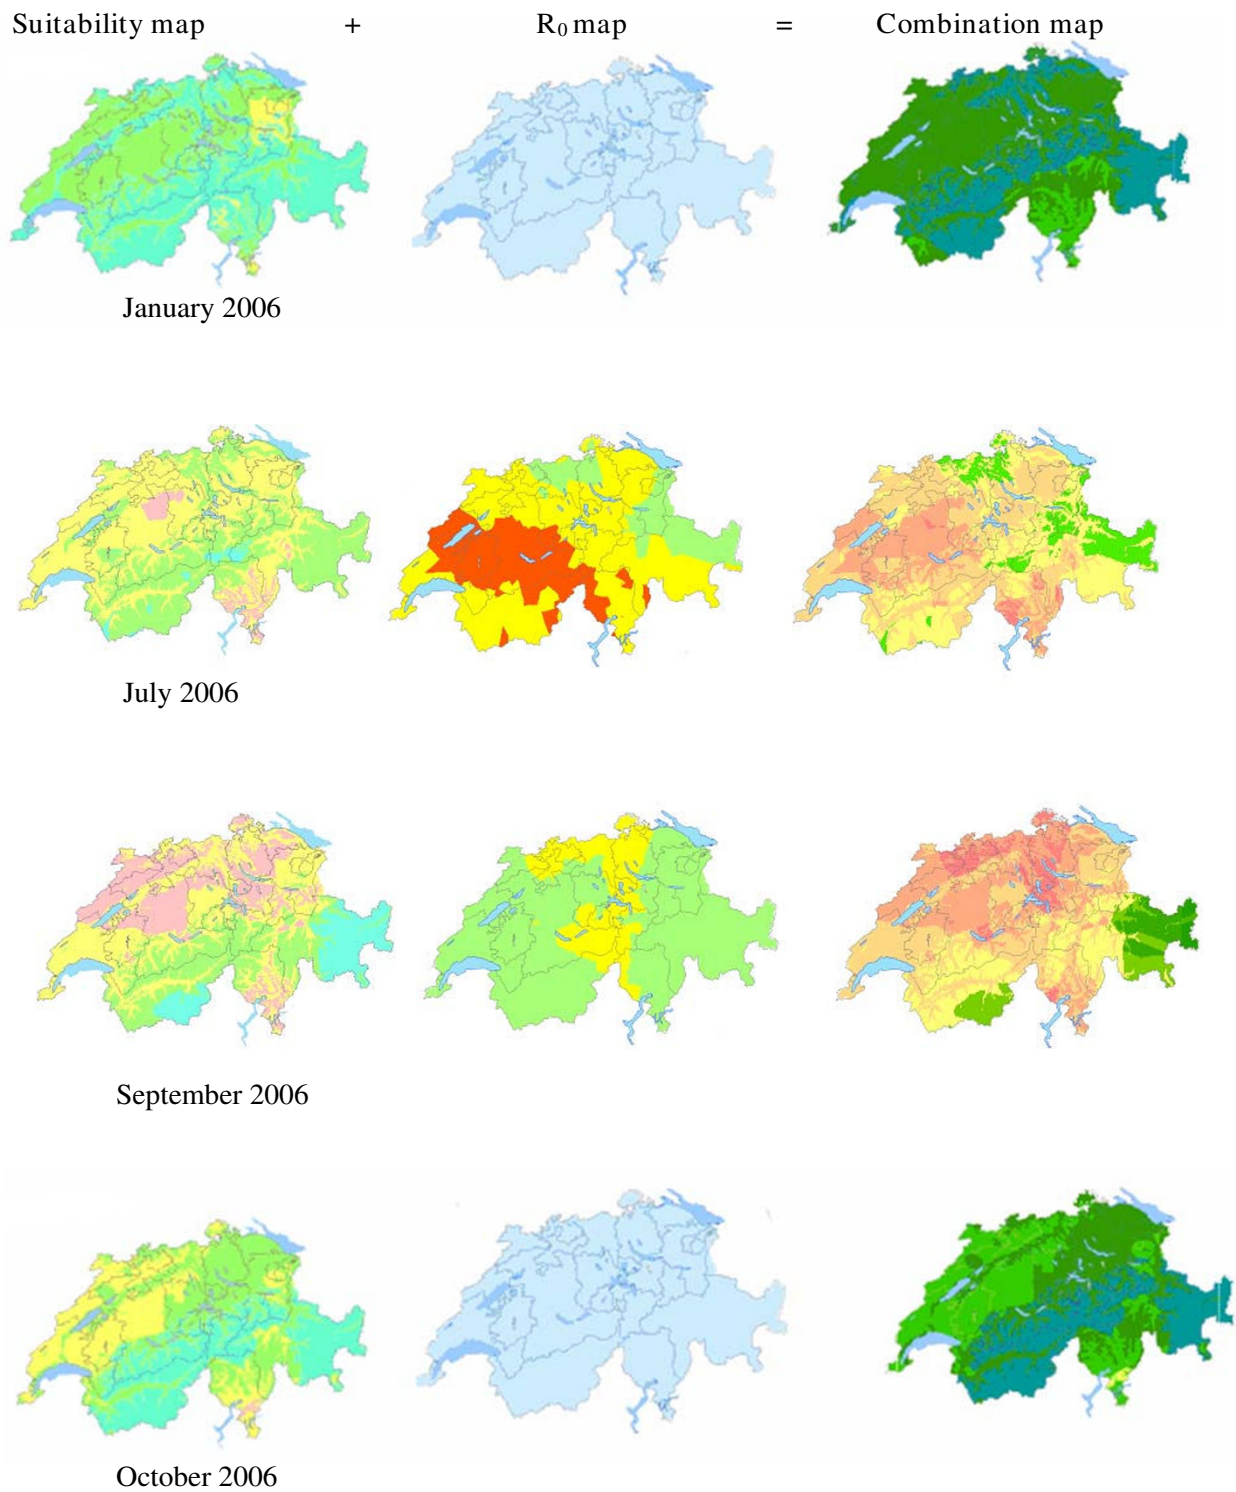 Suitability map + R₀ map = Combination map
January 2006
July 2006
September 2006
October 2006